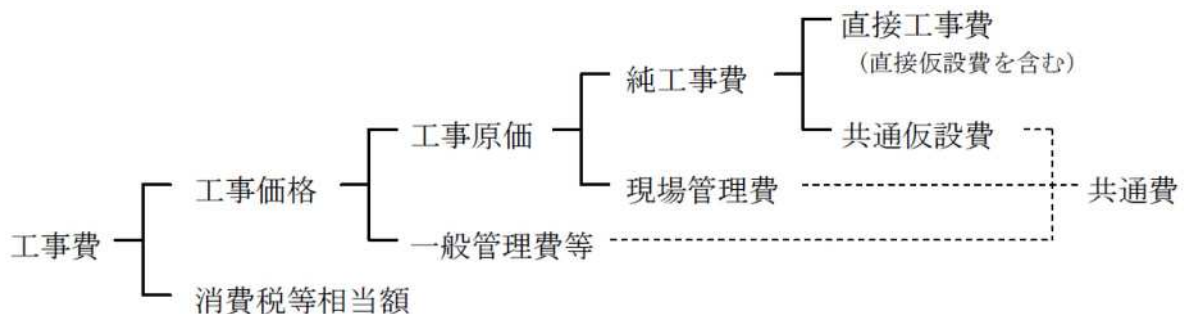 直接工事費
（直接仮設費を含む）
純工事費
工事原価
共通仮設費
工事価格
現場管理費
共通費
工事費
一般管理費等
消費税等相当額